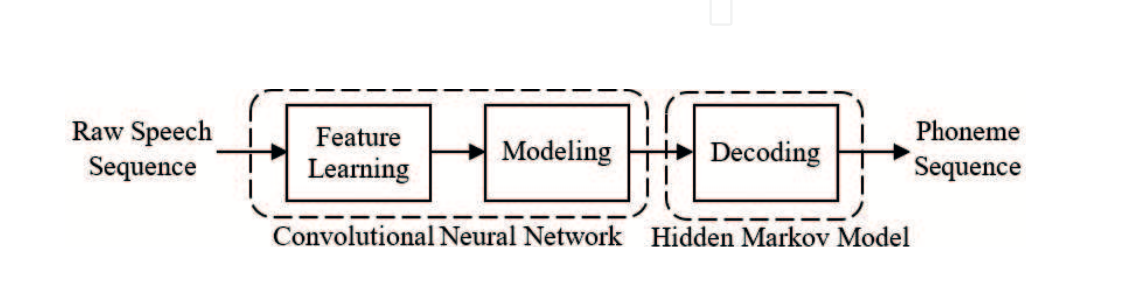 Raw Speech
Sequence
Feature
Learning
Modeling
Decoding
Phoneme
Sequence
Convolutional Neural Network
Hidden Markov Model